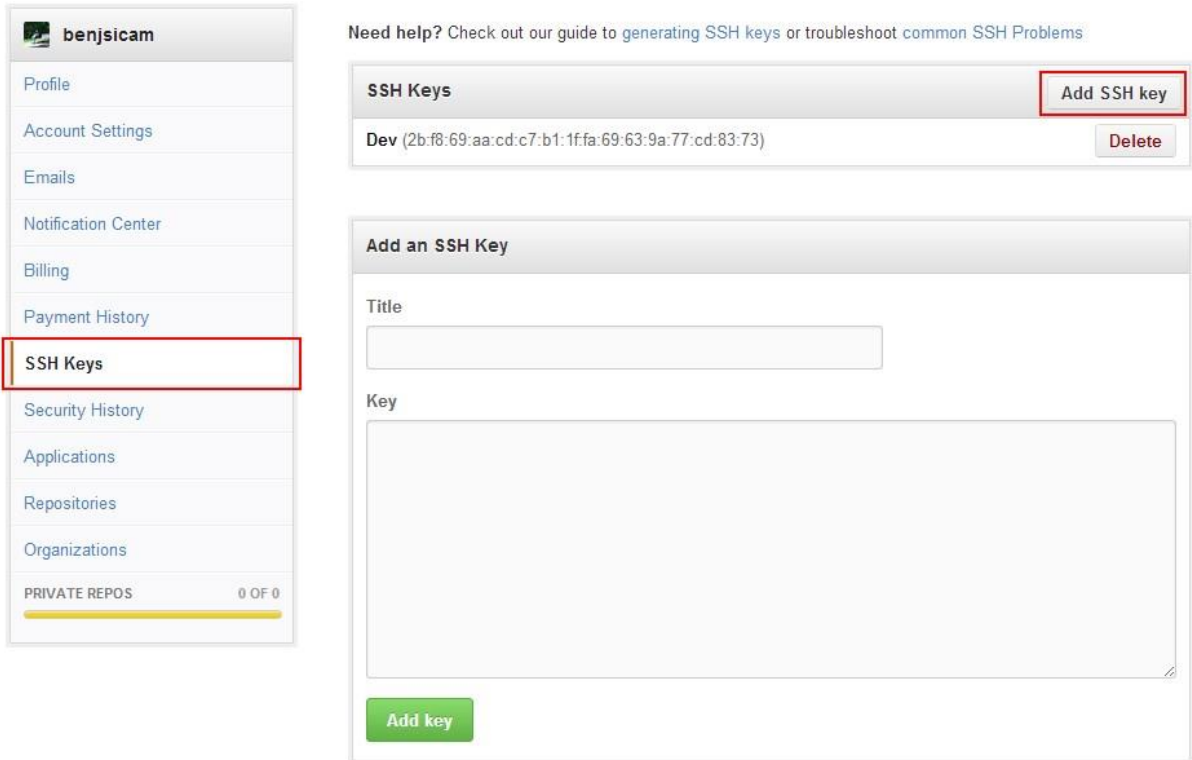 benjsicam
Profile
Account Settings
Emails
Notification Center
Billing
Payment History
SSH Keys
Security History
Applications
Repositories
Organizations
PRIVATE REPOS 0 OF 0
Need help? Check out our guide to generating SSH keys or troubleshoot common SSH Problems
SSH Keys Add SSH key
Dev (2b:f8:69:aa:cd:c7:b1:1f:fa:69:63:9a:77:cd:83:73) Delete
Add an SSH Key
Title
Key
Add key